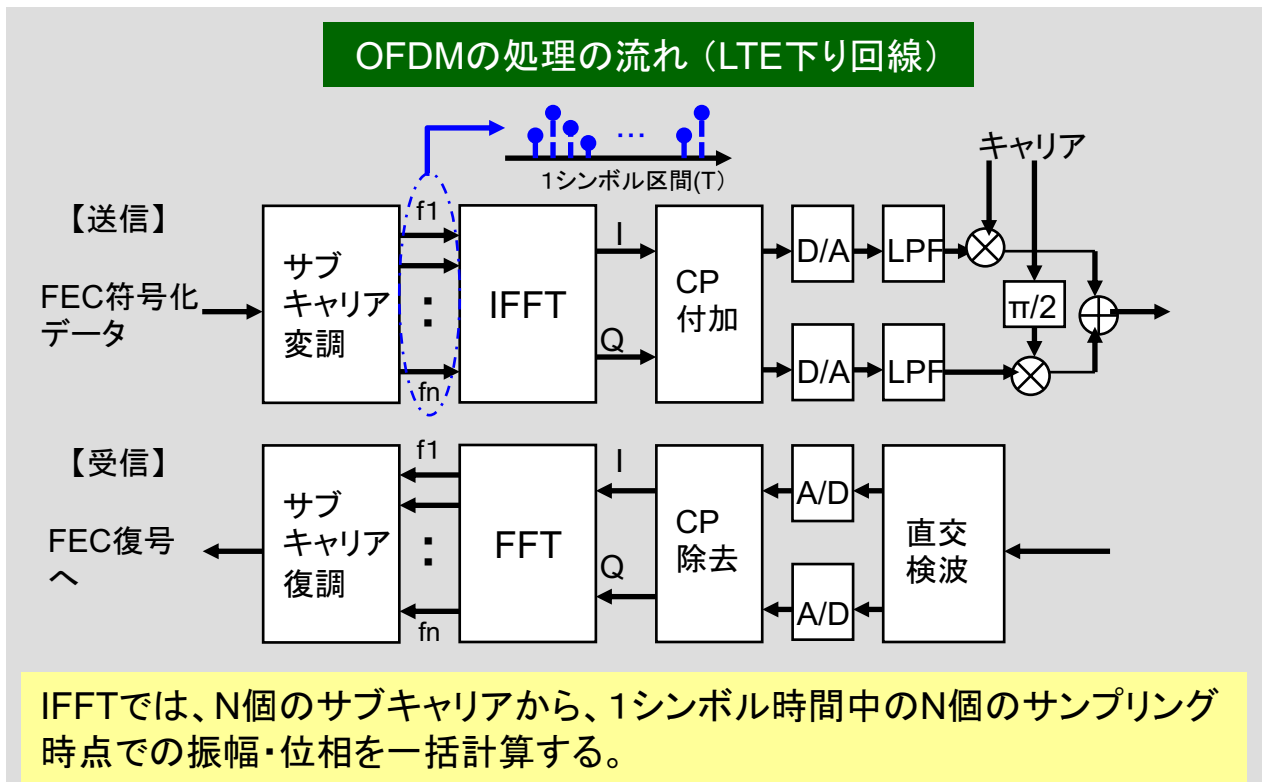 OFDMの処理の流れ（LTE下り回線）
…
1シンボル区間(T)
キャリア
【送信】
FEC符号化
データ
サブ
キャリア
変調
f1
fn
IFFT
I
Q
CP
付加
D/A
LPF
D/A
LPF
π/2
【受信】
FEC復号
へ
サブ
キャリア
復調
f1
fn
FFT
I
Q
CP
除去
A/D
A/D
直交
検波
IFFTでは、N個のサブキャリアから、1シンボル時間中のN個のサンプリング
時点での振幅・位相を一括計算する。